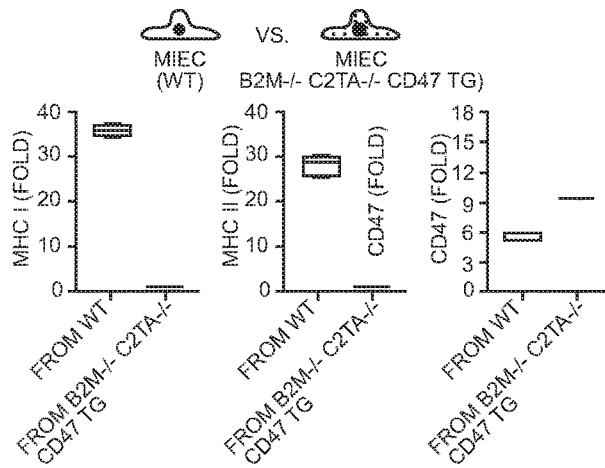 VS.
MIEC
(WT)
MIEC
B2M-/- C2TA-/- CD47 TG)
MHC I (FOLD)
40
30
20
10
0
FROM WT
FROM B2M-/- C2TA-/-
CD47 TG
MHC II (FOLD)
40
30
20
10
0
FROM WT
FROM B2M-/- C2TA-/-
CD47 TG
CD47 (FOLD)
CD47 (FOLD)
18
15
12
9
6
3
0
FROM WT
FROM B2M-/- C2TA-/-
CD47 TG